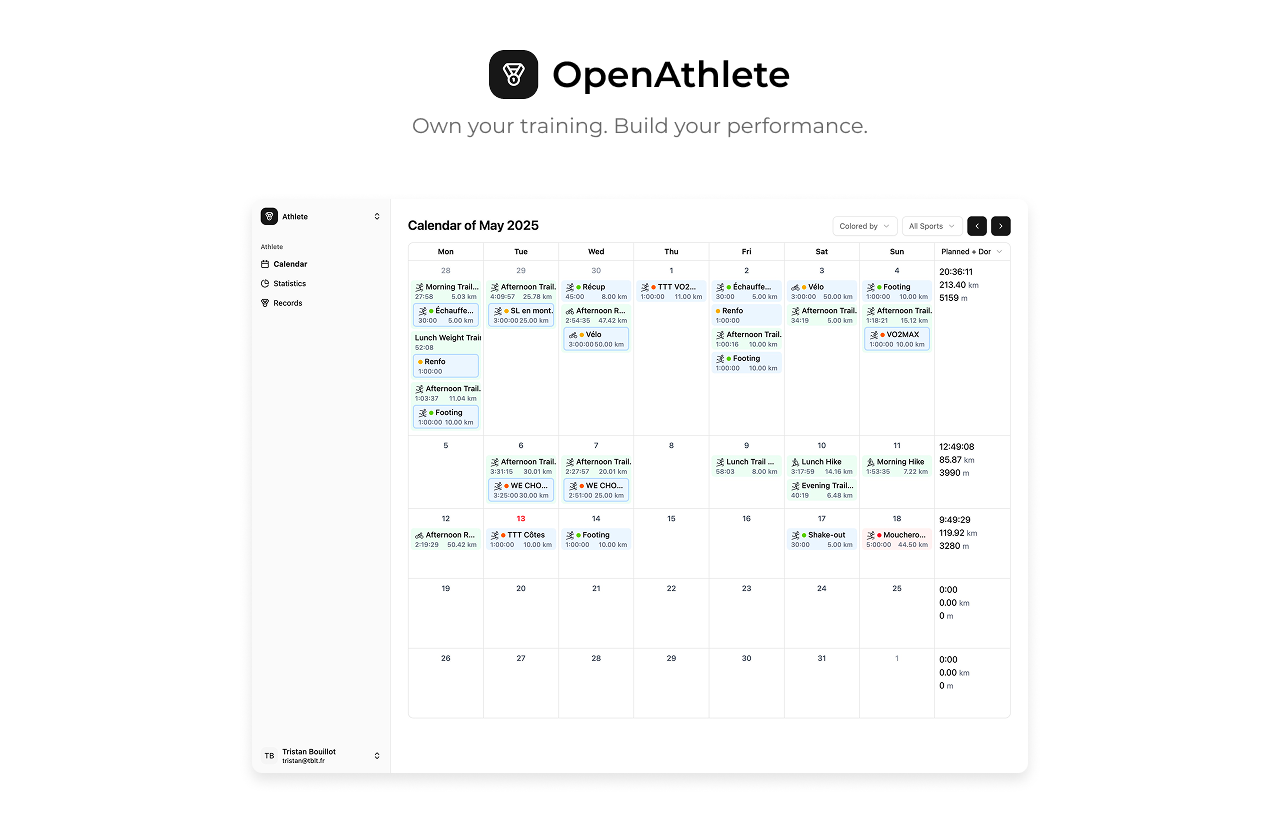 OpenAthlete
Own your training. Build your performance.
Athlete
Athlete
Calendar
Statistics
Records
Tristan Bouillot
TB
tristan@tblt.fr
Calendar of May 2025
Colored by
All Sports
Mon Tue Wed Thu Fri Sat Sun Planned + Dor
28
Morning Trail...
27:58 5.03 km
Échauffe...
30:00 5.00 km
Lunch Weight Trai
52:08
Renfo
1:00:00
Afternoon Trail.
1:03:37 11.04 km
Footing
1:00:00 10.00 km
29
Afternoon Trail.
4:09:57 25.78 km
SL en mont.
3:00:00 25.00 km
30
Récup
45:00 8.00 km
Afternoon R...
2:54:35 47.42 km
Vélo
3:00:00 50.00 km
1
TTT VO2...
1:00:00 11.00 km
2
Échauffe...
30:00 5.00 km
Renfo
1:00:00
Afternoon Trail.
1:00:16 10.00 km
Footing
1:00:00 10.00 km
3
Vélo
3:00:00 50.00 km
Afternoon Trail.
34:19 5.00 km
4
Footing
1:00:00 10.00 km
Afternoon Trail.
1:18:21 15.12 km
VO2MAX
1:00:00 10.00 km
20:36:11
213.40 km
5159 m
5
6
Afternoon Trail.
3:31:15 30.01 km
WE CHO...
3:25:00 30.00 km
7
Afternoon Trail.
2:27:57 20.01 km
WE CHO...
2:51:00 25.00 km
8
9
Lunch Trail ...
58:03 8.00 km
10
Lunch Hike
3:17:59 14.16 km
Evening Trail...
40:19 6.48 km
11
Morning Hike
1:53:35 7.22 km
12:49:08
85.87 km
3990 m
12
Afternoon R...
2:19:29 50.42 km
13
TTT Côtes
1:00:00 10.00 km
14
Footing
1:00:00 10.00 km
15
16
17
Shake-out
30:00 5.00 km
18
Mouchero...
5:00:00 44.50 km
9:49:29
119.92 km
3280 m
19 20 21 22 23 24 25
0:00
0.00 km
0 m
26 27 28 29 30 31 1
0:00
0.00 km
0 m